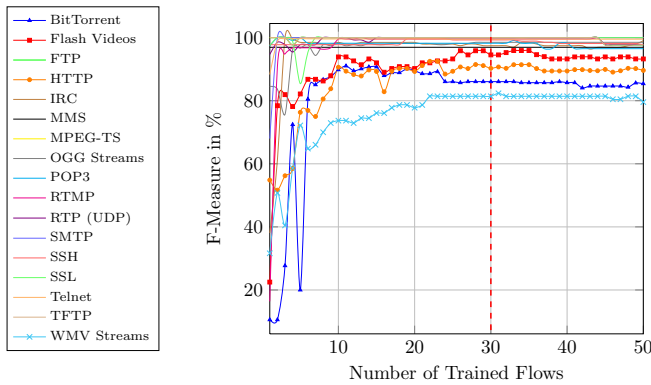 BitTorrent
Flash Videos
FTP
HTTP
IRC
MMS
MPEG-TS
OGG Streams
POP3
RTMP
RTP (UDP)
SMTP
SSH
SSL
Telnet
TFTP
WMV Streams
F-Measure in %
100
80
60
40
20
10 20 30 40 50
Number of Trained Flows